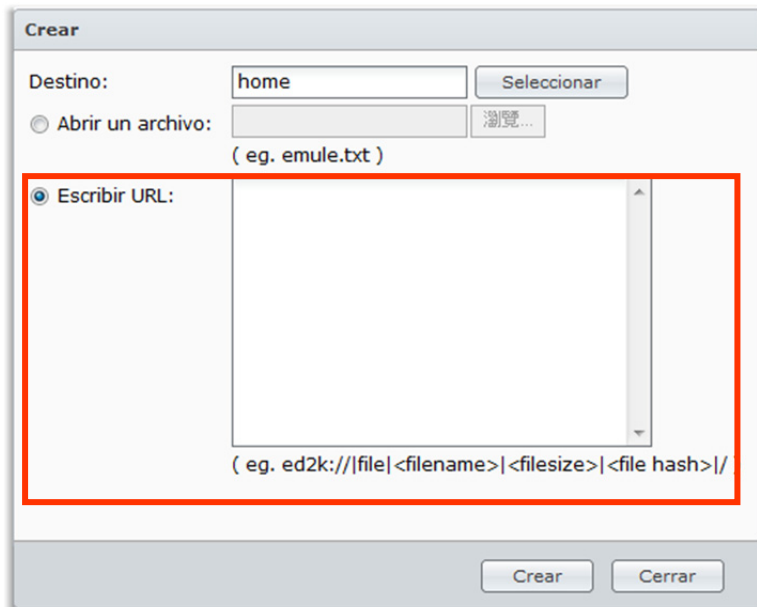 Crear
Destino: home Seleccionar
Abrir un archivo: 瀏覽...
( eg. emule.txt )
Escribir URL:
( eg. ed2k://|file|<filename>|<filesize>|<file hash>|/ )
Crear Cerrar